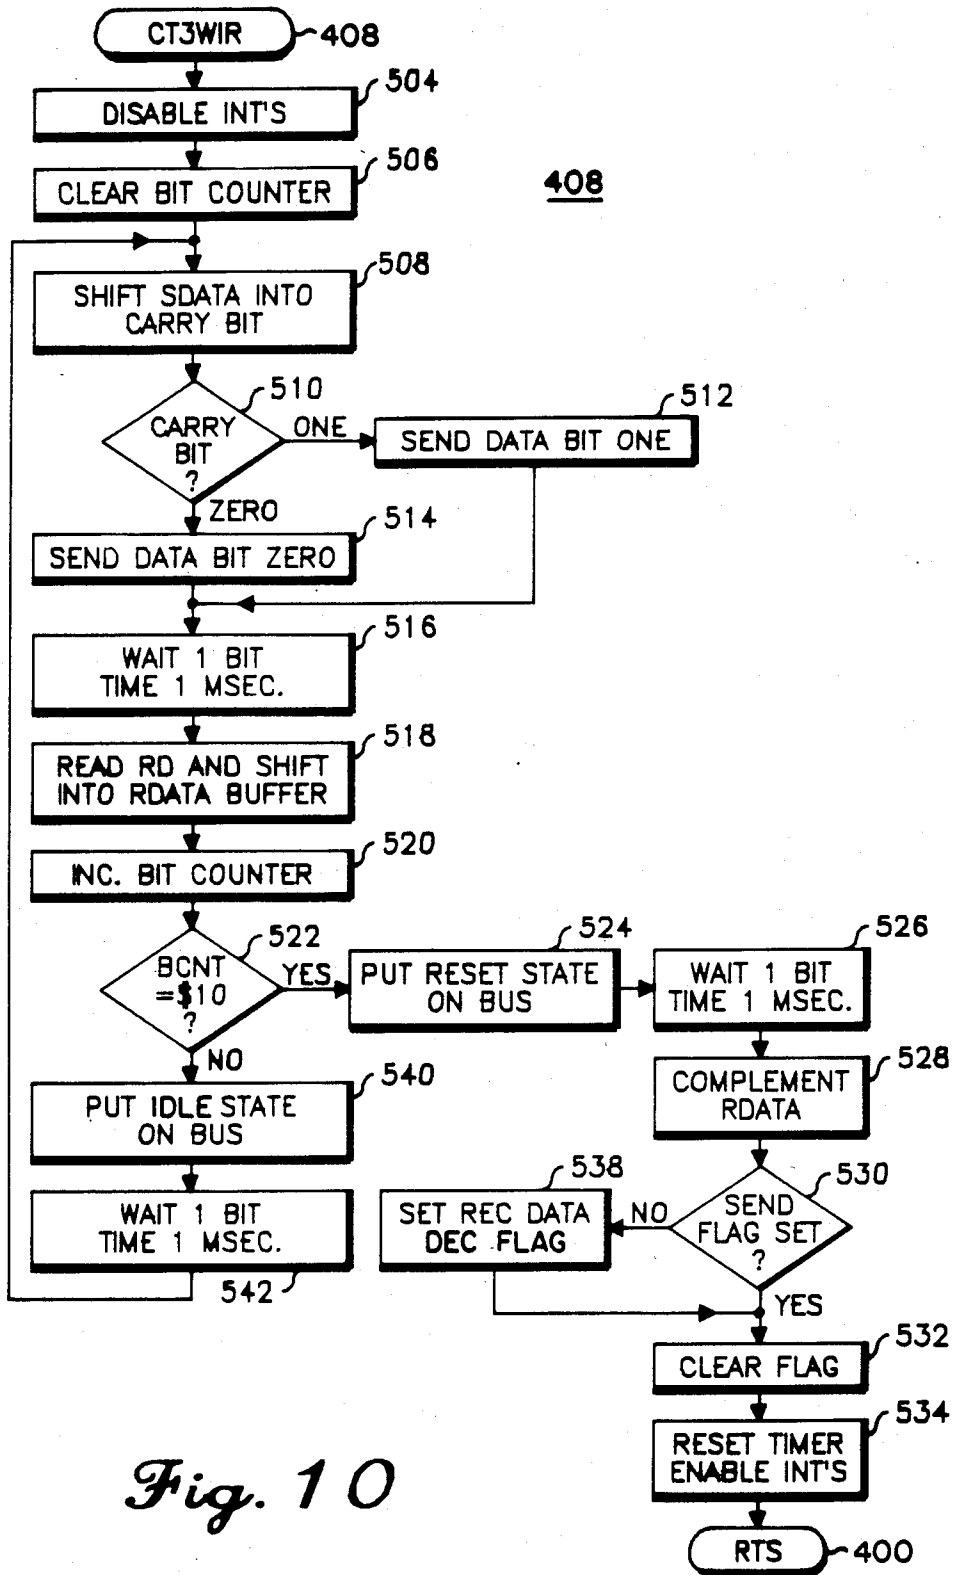 CT3WIR
408
504
DISABLE INT'S
506
CLEAR BIT COUNTER
408
508
SHIFT SDATA INTO
CARRY BIT
510
CARRY
BIT
?
ONE
512
SEND DATA BIT ONE
ZERO
514
SEND DATA BIT ZERO
516
WAIT 1 BIT
TIME 1 MSEC.
518
READ RD AND SHIFT
INTO RDATA BUFFER
520
INC. BIT COUNTER
522
BCNT
=$10
?
YES
524
PUT RESET STATE
ON BUS
526
WAIT 1 BIT
TIME 1 MSEC.
NO
540
PUT IDLE STATE
ON BUS
528
COMPLEMENT
RDATA
WAIT 1 BIT
TIME 1 MSEC.
542
538
SET REC DATA
DEC FLAG
NO
530
SEND
FLAG SET
?
YES
532
CLEAR FLAG
534
RESET TIMER
ENABLE INT'S
RTS
400
Fig. 10